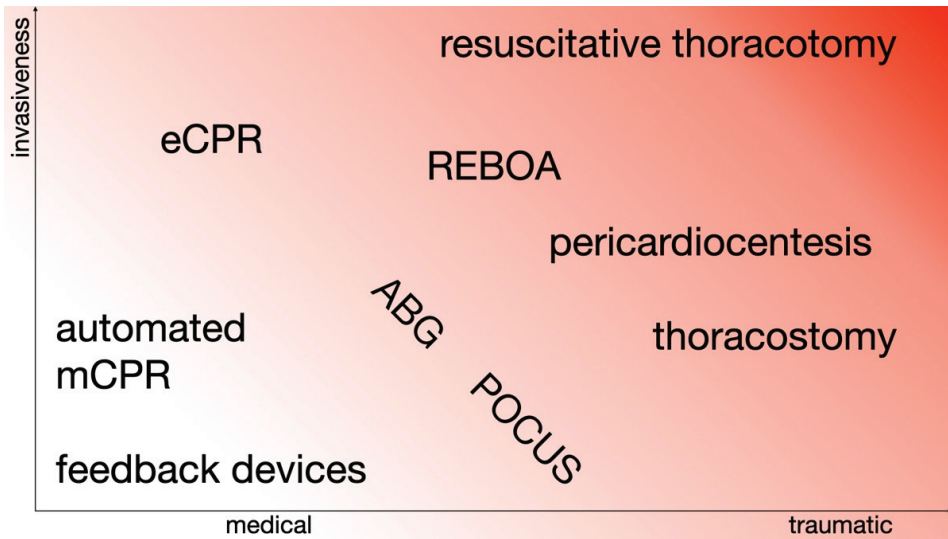 invasiveness
resuscitative thoracotomy
eCPR
REBOA
pericardiocentesis
ABG
automated
mCPR
thoracostomy
POCUS
feedback devices
medical
traumatic